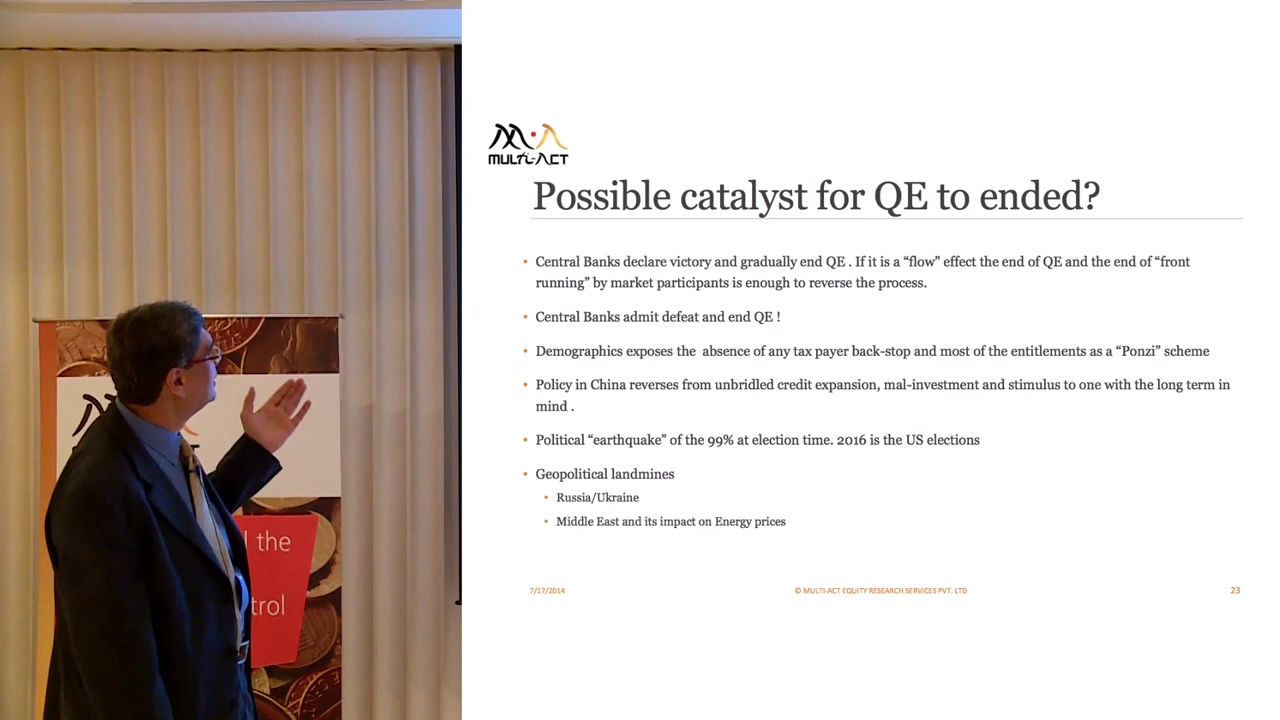 MULTI-ACT
Possible catalyst for QE to ended?
• Central Banks declare victory and gradually end QE . If it is a “flow” effect the end of QE and the end of “front
running” by market participants is enough to reverse the process.
• Central Banks admit defeat and end QE !
• Demographics exposes the  absence of any tax payer back-stop and most of the entitlements as a “Ponzi” scheme
• Policy in China reverses from unbridled credit expansion, mal-investment and stimulus to one with the long term in
mind .
• Political “earthquake” of the 99% at election time. 2016 is the US elections
• Geopolitical landmines
• Russia/Ukraine
• Middle East and its impact on Energy prices
7/17/2014
© MULTI-ACT EQUITY RESEARCH SERVICES PVT. LTD
23
the